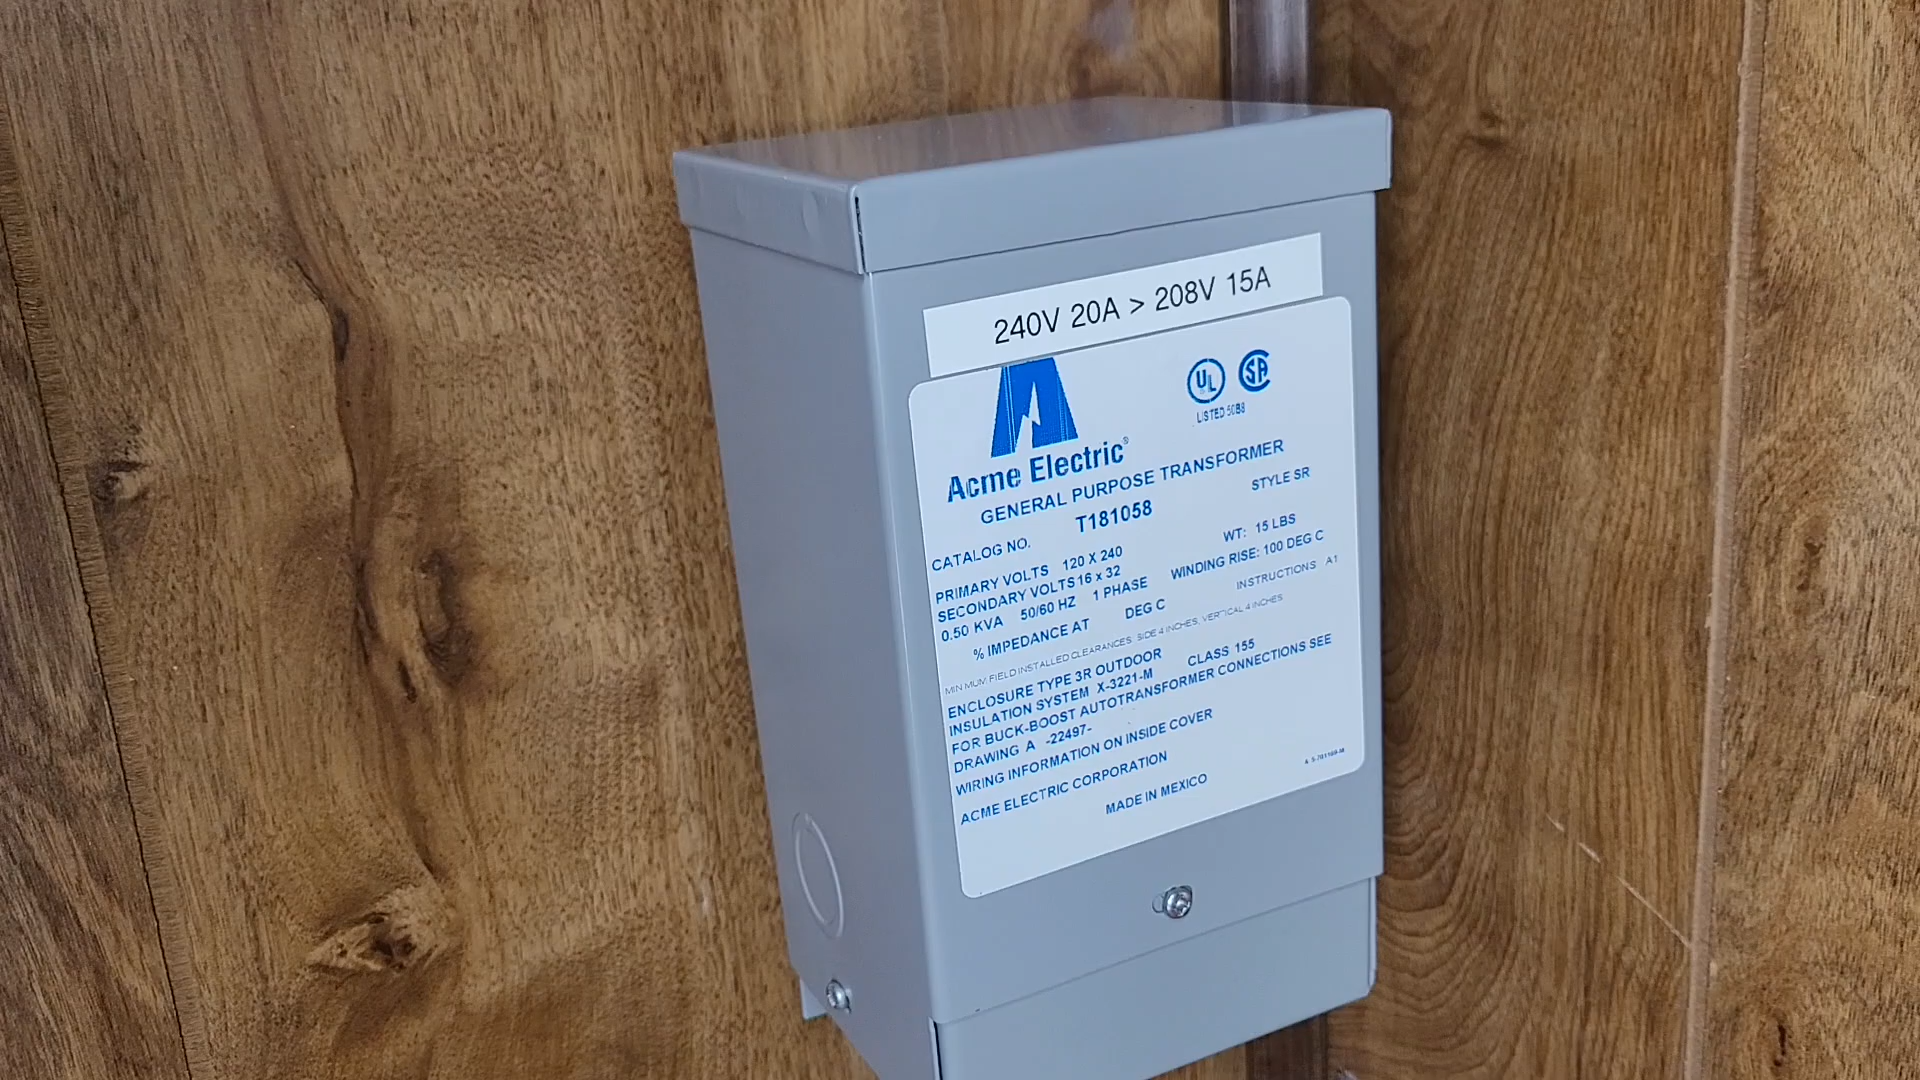 240V 20A > 208V 15A
UL
SA
LISTED 50B8
Acme Electric®
GENERAL PURPOSE TRANSFORMER
STYLE SR
CATALOG NO. T181058
PRIMARY VOLTS 120 X 240 WT: 15 LBS
SECONDARY VOLTS 16 x 32 WINDING RISE: 100 DEG C
0.50 KVA 50/60 HZ 1 PHASE INSTRUCTIONS A1
% IMPEDANCE AT DEG C
MINIMUM FIELD INSTALLED CLEARANCES: SIDE 4 INCHES, VERTICAL 4 INCHES
ENCLOSURE TYPE 3R OUTDOOR
INSULATION SYSTEM X-3221-M CLASS 155
FOR BUCK-BOOST AUTOTRANSFORMER CONNECTIONS SEE
DRAWING A -22497-
WIRING INFORMATION ON INSIDE COVER
ACME ELECTRIC CORPORATION
MADE IN MEXICO